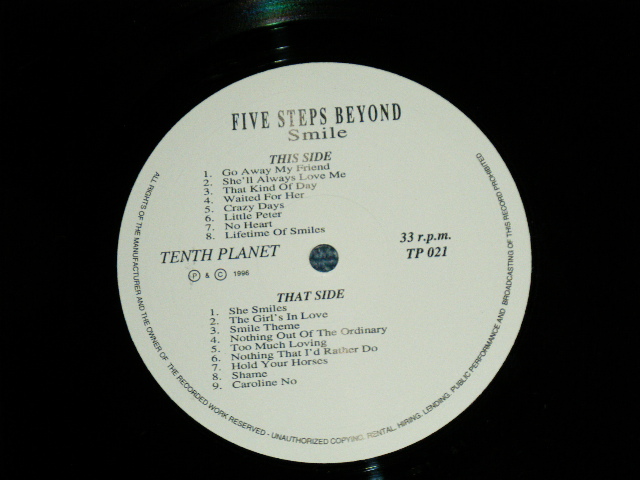 FIVE STEPS BEYOND
Smile
THIS SIDE
1. Go Away My Friend
2. She'll Always Love Me
3. That Kind Of Day
4. Waited For Her
5. Crazy Days
6. Little Peter
7. No Heart
8. Lifetime Of Smiles
TENTH PLANET
33 r.p.m.
TP 021
℗ & © 1996
THAT SIDE
1. She Smiles
2. The Girl's In Love
3. Smile Theme
4. Nothing Out Of The Ordinary
5. Too Much Loving
6. Nothing That I'd Rather Do
7. Hold Your Horses
8. Shame
9. Caroline No
ALL RIGHTS OF THE MANUFACTURER AND THE OWNER OF THE RECORDED WORK RESERVED - UNAUTHORIZED COPYING, RENTAL, HIRING, LENDING, PUBLIC PERFORMANCE AND BROADCASTING OF THIS RECORD PROHIBITED